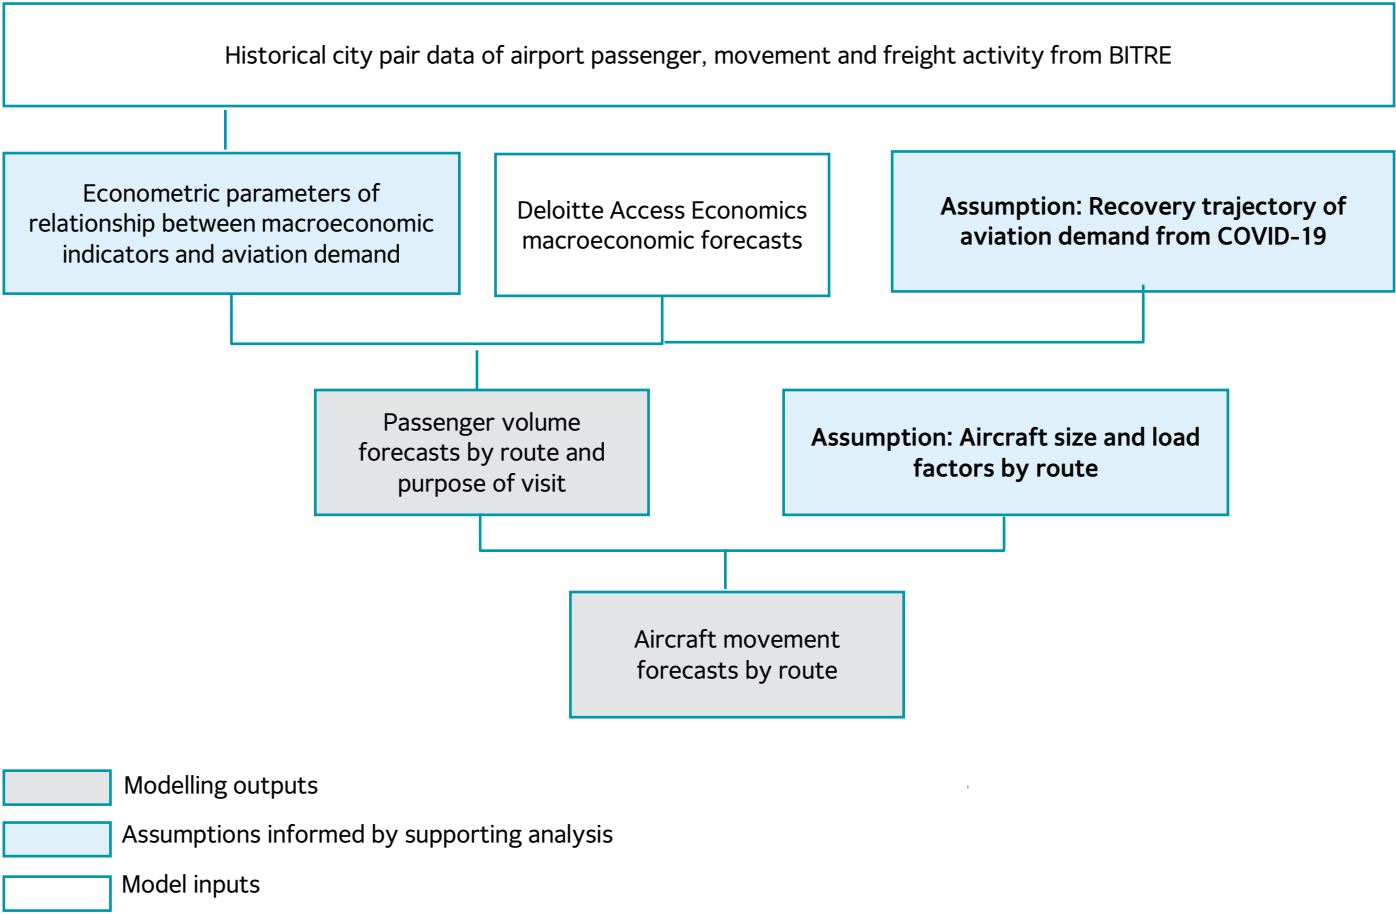 Historical city pair data of airport passenger, movement and freight activity from BITRE
Econometric parameters of
relationship between macroeconomic
indicators and aviation demand
Deloitte Access Economics
macroeconomic forecasts
Assumption: Recovery trajectory of
aviation demand from COVID-19
Passenger volume
forecasts by route and
purpose of visit
Assumption: Aircraft size and load
factors by route
Aircraft movement
forecasts by route
Modelling outputs
Assumptions informed by supporting analysis
Model inputs